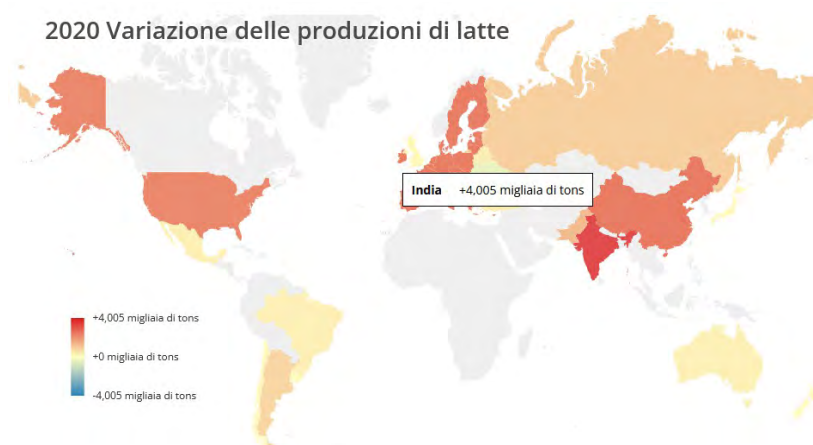 2020 Variazione delle produzioni di latte
India +4,005 migliaia di tons
+4,005 migliaia di tons
+0 migliaia di tons
-4,005 migliaia di tons